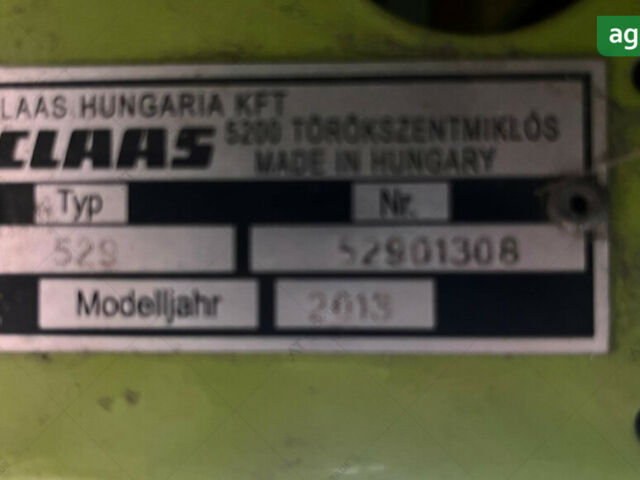 ag
LAAS HUNGARIA KFT
CLAAS 5200 TÖRÖKSZENTMIKLÓS
MADE IN HUNGARY
Typ Nr.
529 52901308
Modelljahr 2013